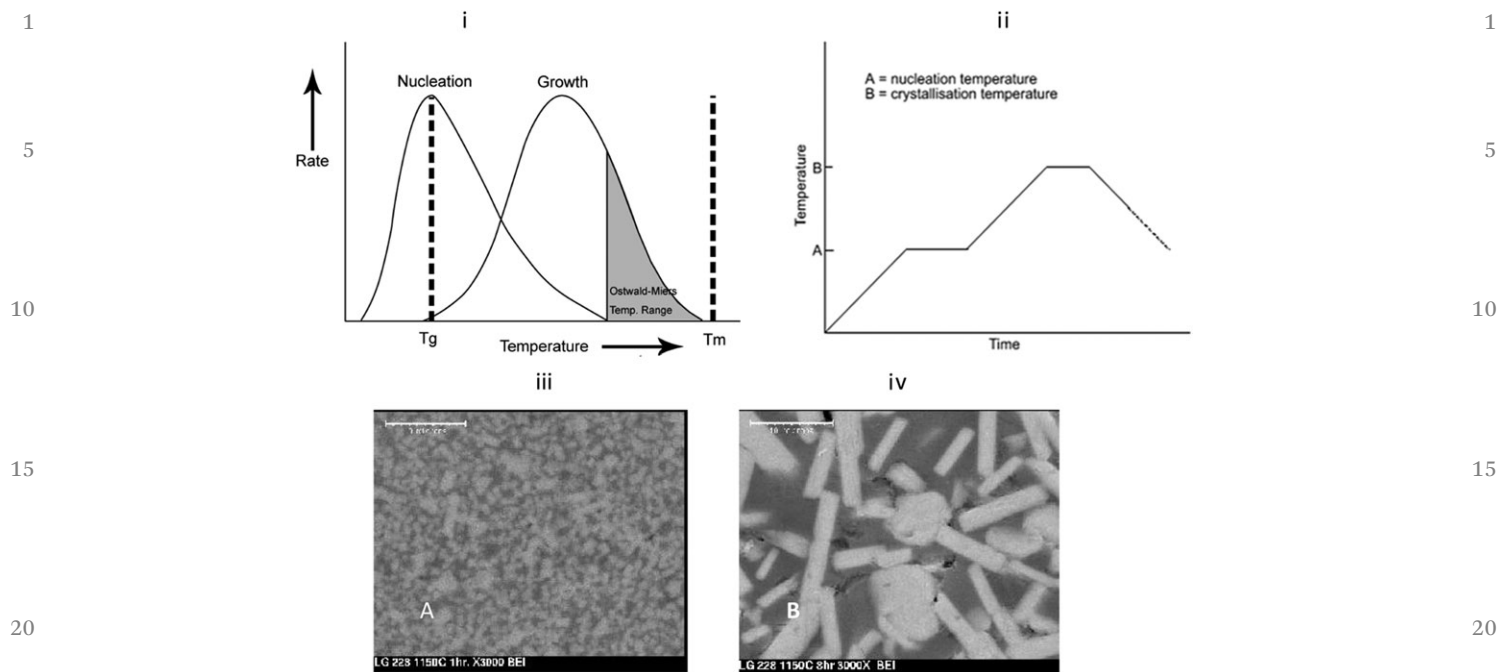 1
1
i
ii
Nucleation
Growth
A = nucleation temperature
B = crystallisation temperature
5
5
Rate
Temperature
B
A
Ostwald-Miers
Temp. Range
10
10
Tg
Temperature
Tm
Time
iii
iv
microns
15
15
A
B
20
20
LG 228 1150C 1hr. X3000 BEI
LG 228 1150C 8hr 3000X BEI